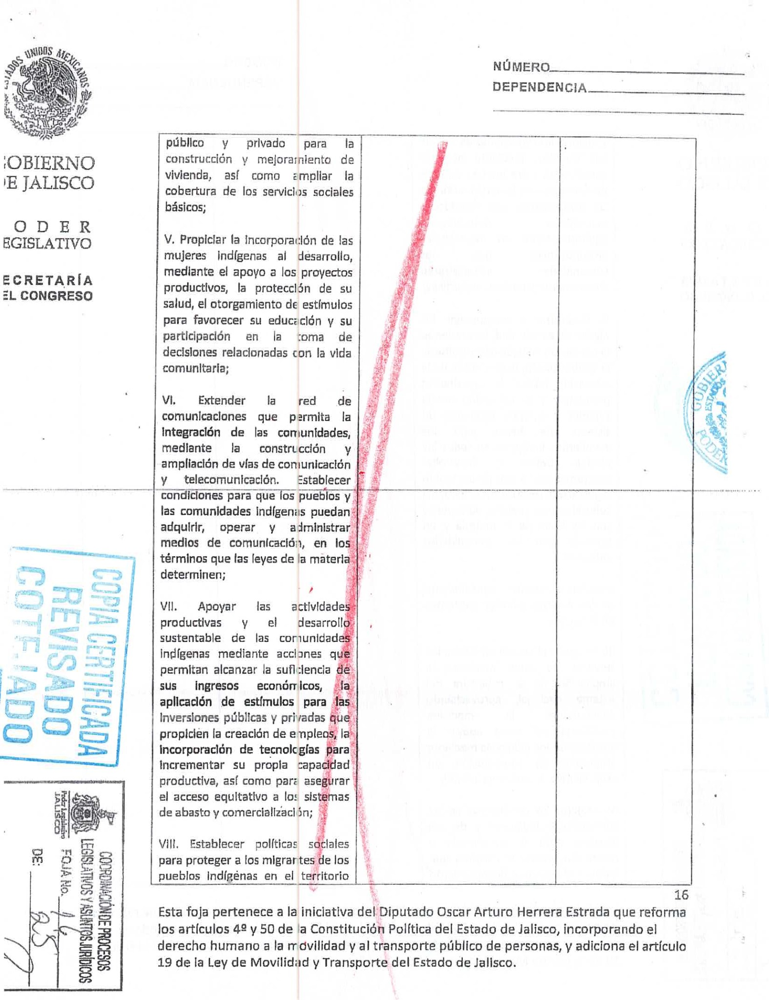 ESTADOS UNIDOS MEXICANOS
NÚMERO
DEPENDENCIA
OBIERNO
E JALISCO
ODER
EGISLATIVO
ECRETARÍA
EL CONGRESO
público y privado para la
construcción y mejoramiento de
vivienda, así como ampliar la
cobertura de los servicios sociales
básicos;
V. Propiciar la incorporación de las
mujeres indígenas al desarrollo,
mediante el apoyo a los proyectos
productivos, la protección de su
salud, el otorgamiento de estímulos
para favorecer su educación y su
participación en la toma de
decisiones relacionadas con la vida
comunitaria;
VI. Extender la red de
comunicaciones que permita la
integración de las comunidades,
mediante la construcción y
ampliación de vías de comunicación
y telecomunicación. Establecer
condiciones para que los pueblos y
las comunidades indígenas puedan
adquirir, operar y administrar
medios de comunicación, en los
términos que las leyes de la materia
determinen;
VII. Apoyar las actividades
productivas y el desarrollo
sustentable de las comunidades
indígenas mediante acciones que
permitan alcanzar la suficiencia de
sus ingresos económicos, la
aplicación de estímulos para las
inversiones públicas y privadas que
propicien la creación de empleos, la
incorporación de tecnologías para
incrementar su propia capacidad
productiva, así como para asegurar
el acceso equitativo a los sistemas
de abasto y comercialización;
VIII. Establecer políticas sociales
para proteger a los migrantes de los
pueblos indígenas en el territorio
GOBIERN
ESTADOS
PODER
COPIA CERTIFICADA
REVISADO
COTEJADO
Poder Legislativo
JALISCO
COORDINACIÓN DE PROCESOS
LEGISLATIVOS Y ASUNTOS JURÍDICOS
FOJA No. 16
DE: 25
16
Esta foja pertenece a la iniciativa del Diputado Oscar Arturo Herrera Estrada que reforma
los artículos 4º y 50 de la Constitución Política del Estado de Jalisco, incorporando el
derecho humano a la movilidad y al transporte público de personas, y adiciona el artículo
19 de la Ley de Movilidad y Transporte del Estado de Jalisco.